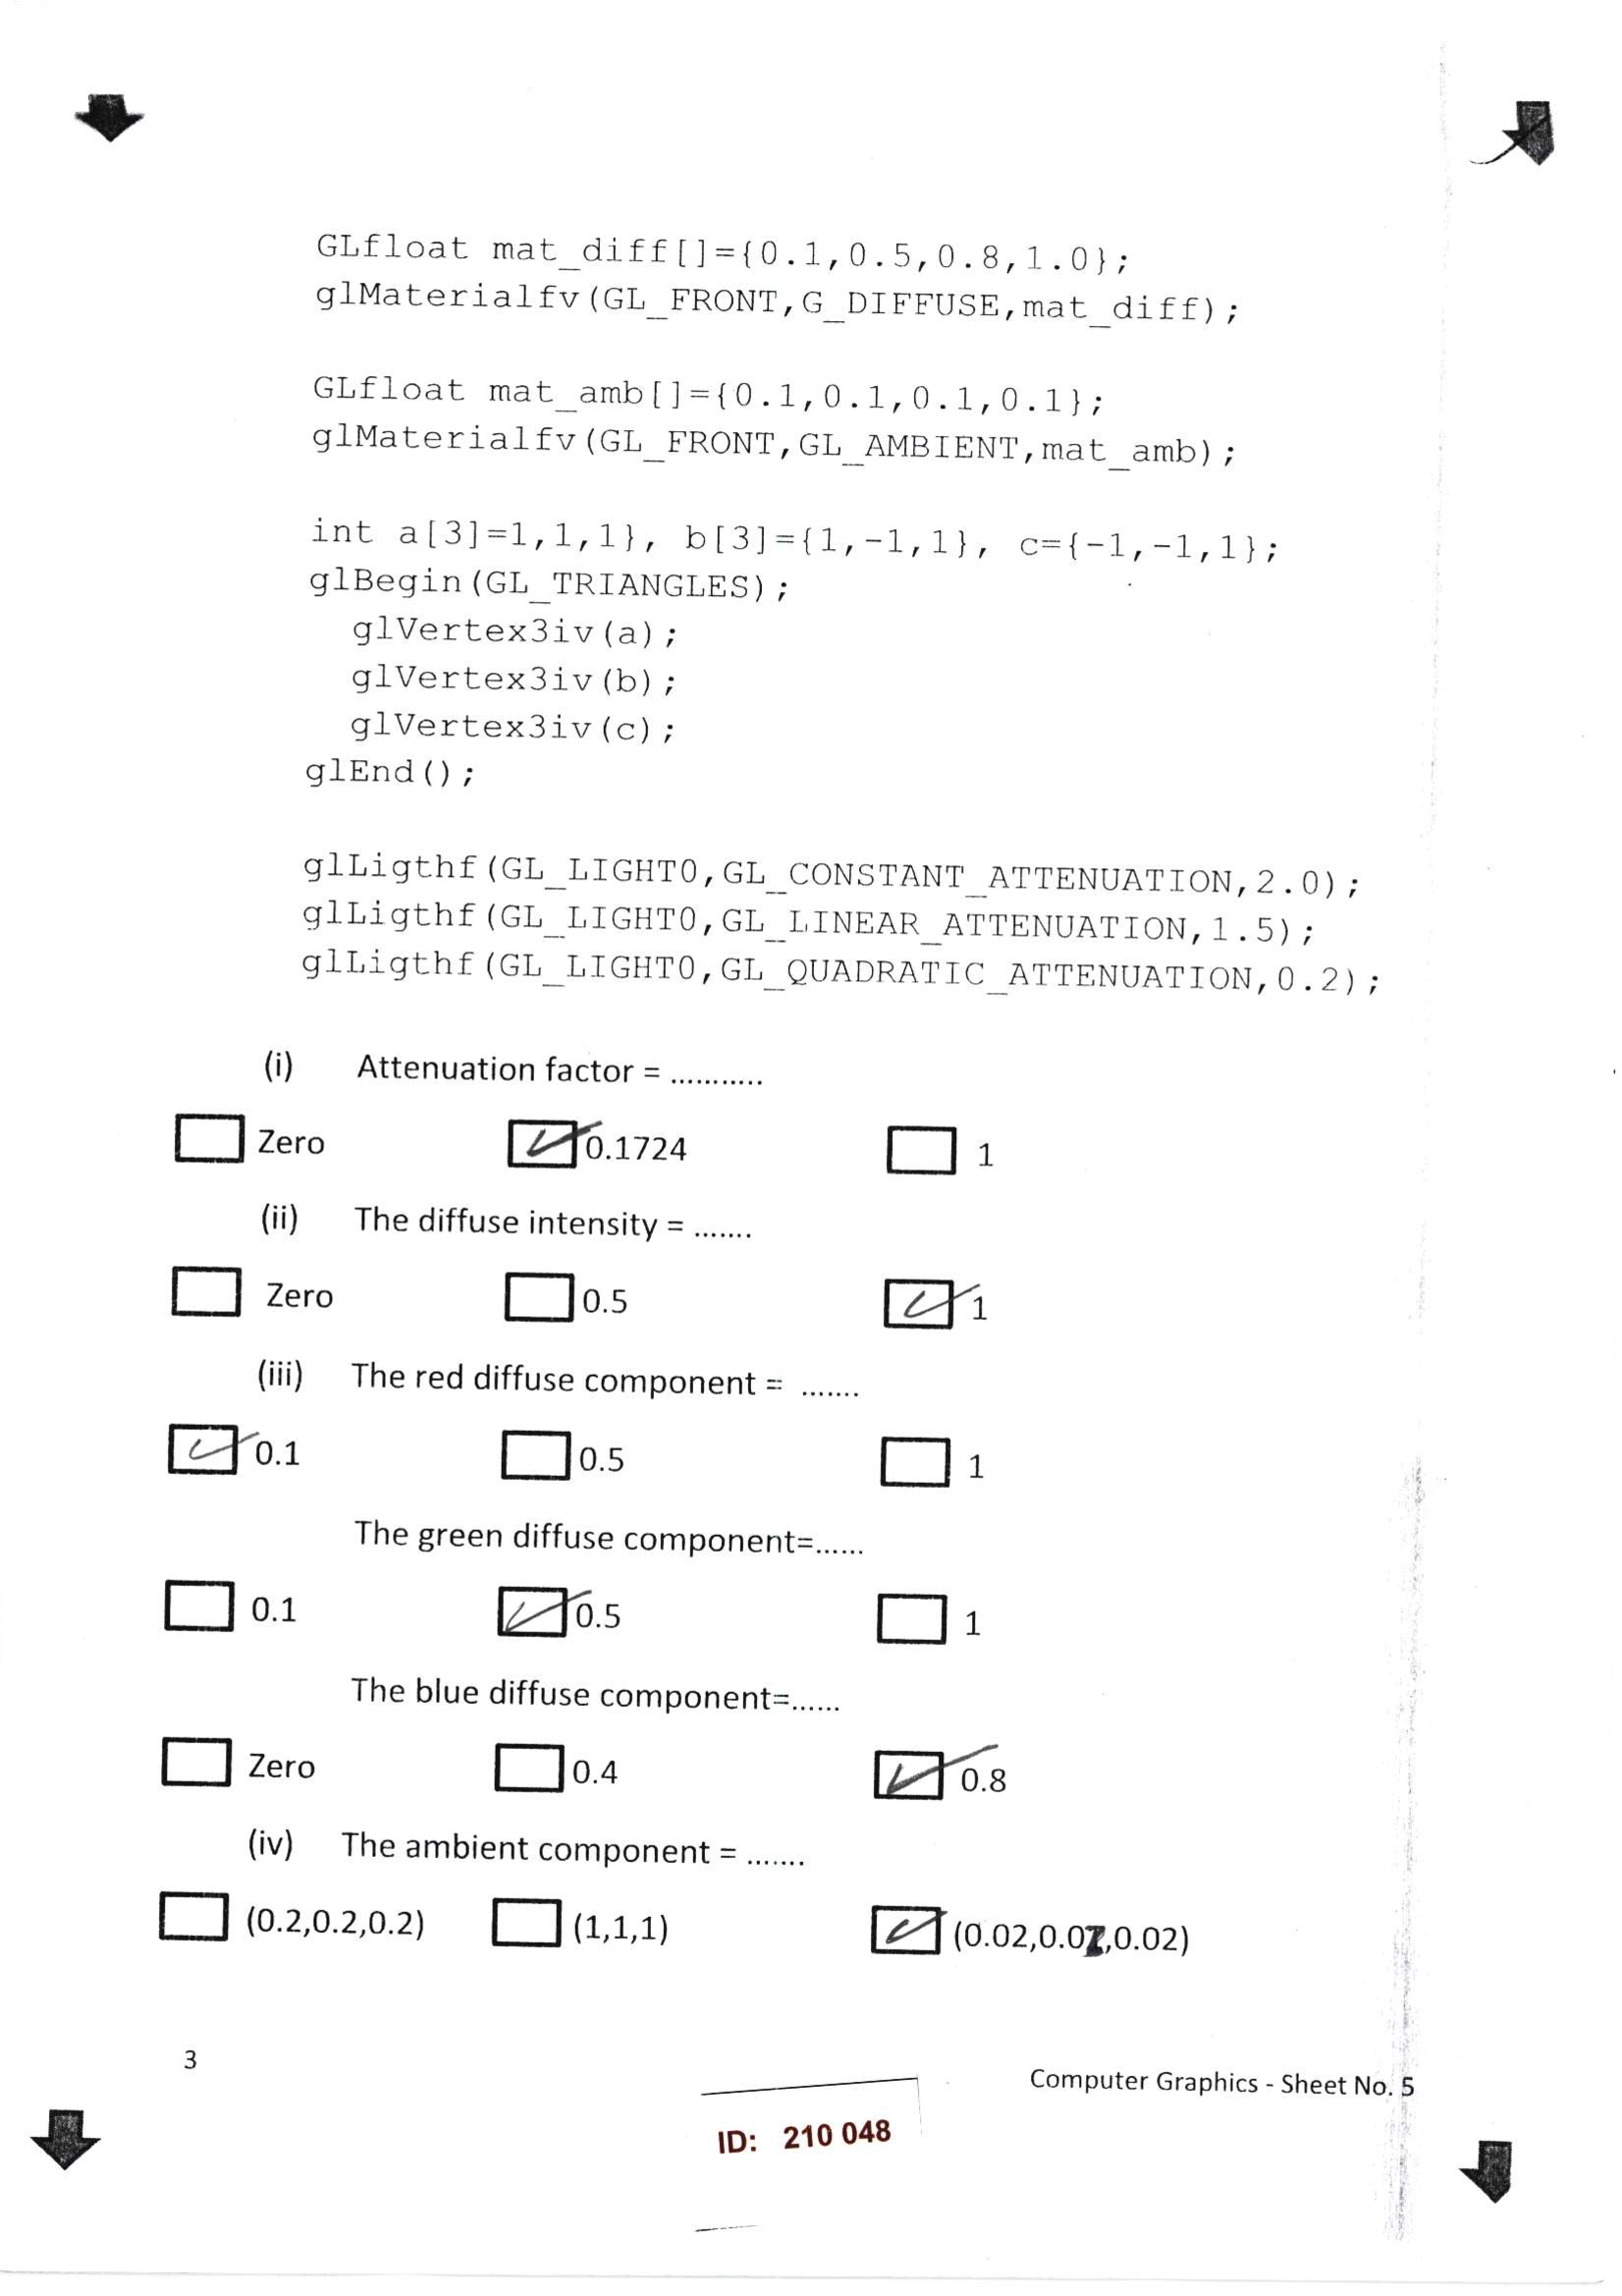 GLfloat mat_diff[]={0.1,0.5,0.8,1.0};
glMaterialfv(GL_FRONT,G_DIFFUSE,mat_diff);
GLfloat mat_amb[]={0.1,0.1,0.1,0.1};
glMaterialfv(GL_FRONT,GL_AMBIENT,mat_amb);
int a[3]=1,1,1}, b[3]={1,-1,1}, c={-1,-1,1};
glBegin(GL_TRIANGLES);
glVertex3iv(a);
glVertex3iv(b);
glVertex3iv(c);
glEnd();
glLigthf(GL_LIGHT0,GL_CONSTANT_ATTENUATION,2.0);
glLigthf(GL_LIGHT0,GL_LINEAR_ATTENUATION,1.5);
glLigthf(GL_LIGHT0,GL_QUADRATIC_ATTENUATION,0.2);
(i) Attenuation factor = ...........
Zero 0.1724 1
(ii) The diffuse intensity = .......
Zero 0.5 1
(iii) The red diffuse component = .......
0.1 0.5 1
The green diffuse component=......
0.1 0.5 1
The blue diffuse component=......
Zero 0.4 0.8
(iv) The ambient component = .......
(0.2,0.2,0.2) (1,1,1) (0.02,0.02,0.02)
3
Computer Graphics - Sheet No. 5
ID: 210 048